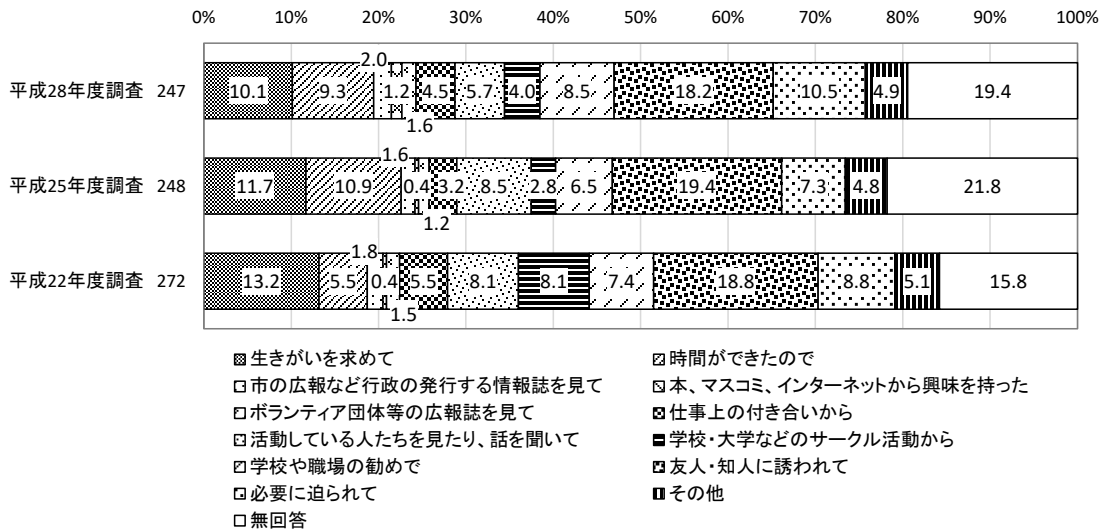 0% 10% 20% 30% 40% 50% 60% 70% 80% 90% 100%
2.0
平成28年度調査 247 10.1 9.3 1.2 4.5 5.7 4.0 8.5 18.2 10.5 4.9 19.4
1.6
1.6
平成25年度調査 248 11.7 10.9 0.4 3.2 8.5 2.8 6.5 19.4 7.3 4.8 21.8
1.2
1.8
平成22年度調査 272 13.2 5.5 0.4 5.5 8.1 8.1 7.4 18.8 8.8 5.1 15.8
1.5
生きがいを求めて 時間ができたので
市の広報など行政の発行する情報誌を見て 本、マスコミ、インターネットから興味を持った
ボランティア団体等の広報誌を見て 仕事上の付き合いから
活動している人たちを見たり、話を聞いて 学校・大学などのサークル活動から
学校や職場の勧めで 友人・知人に誘われて
必要に迫られて その他
無回答